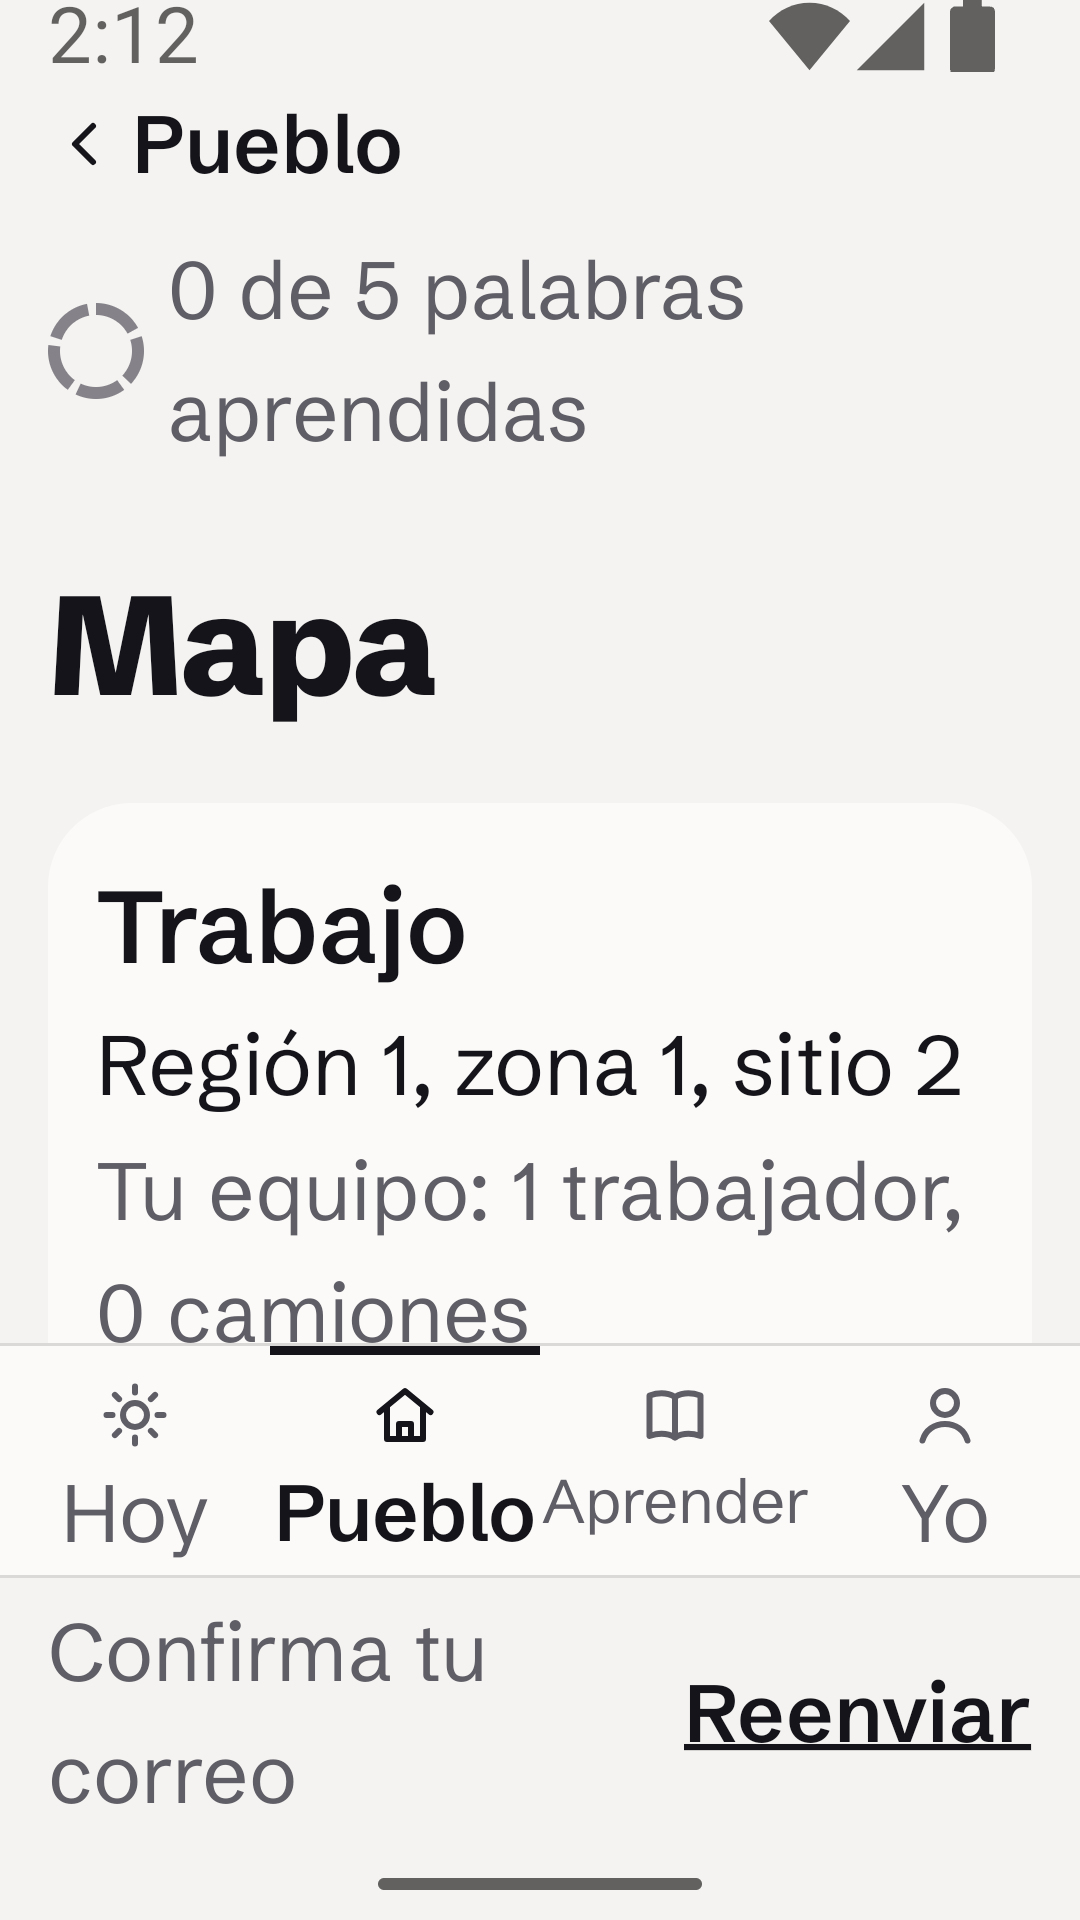 2:12
Pueblo
0 de 5 palabras
aprendidas
Mapa
Trabajo
Región 1, zona 1, sitio 2
Tu equipo: 1 trabajador,
0 camiones
Hoy
Pueblo
Aprender
Yo
Confirma tu
correo
Reenviar